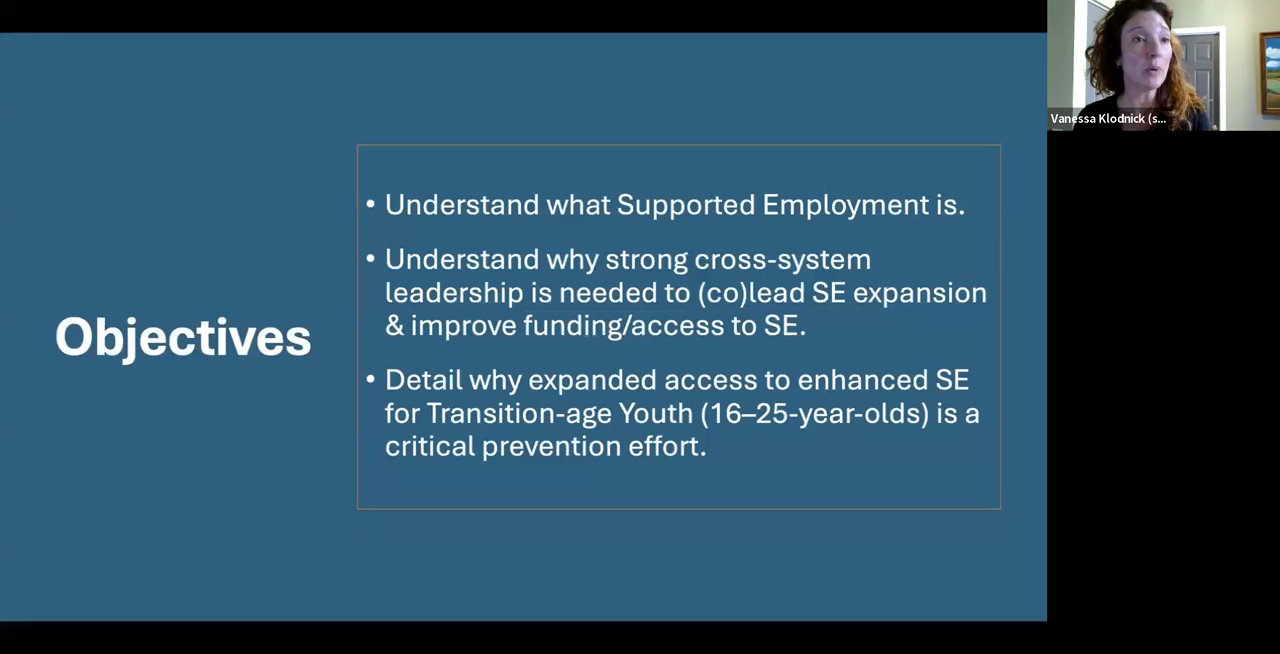 Vanessa Klodnick (s...
Objectives
• Understand what Supported Employment is.
• Understand why strong cross-system
leadership is needed to (co)lead SE expansion
& improve funding/access to SE.
• Detail why expanded access to enhanced SE
for Transition-age Youth (16–25-year-olds) is a
critical prevention effort.